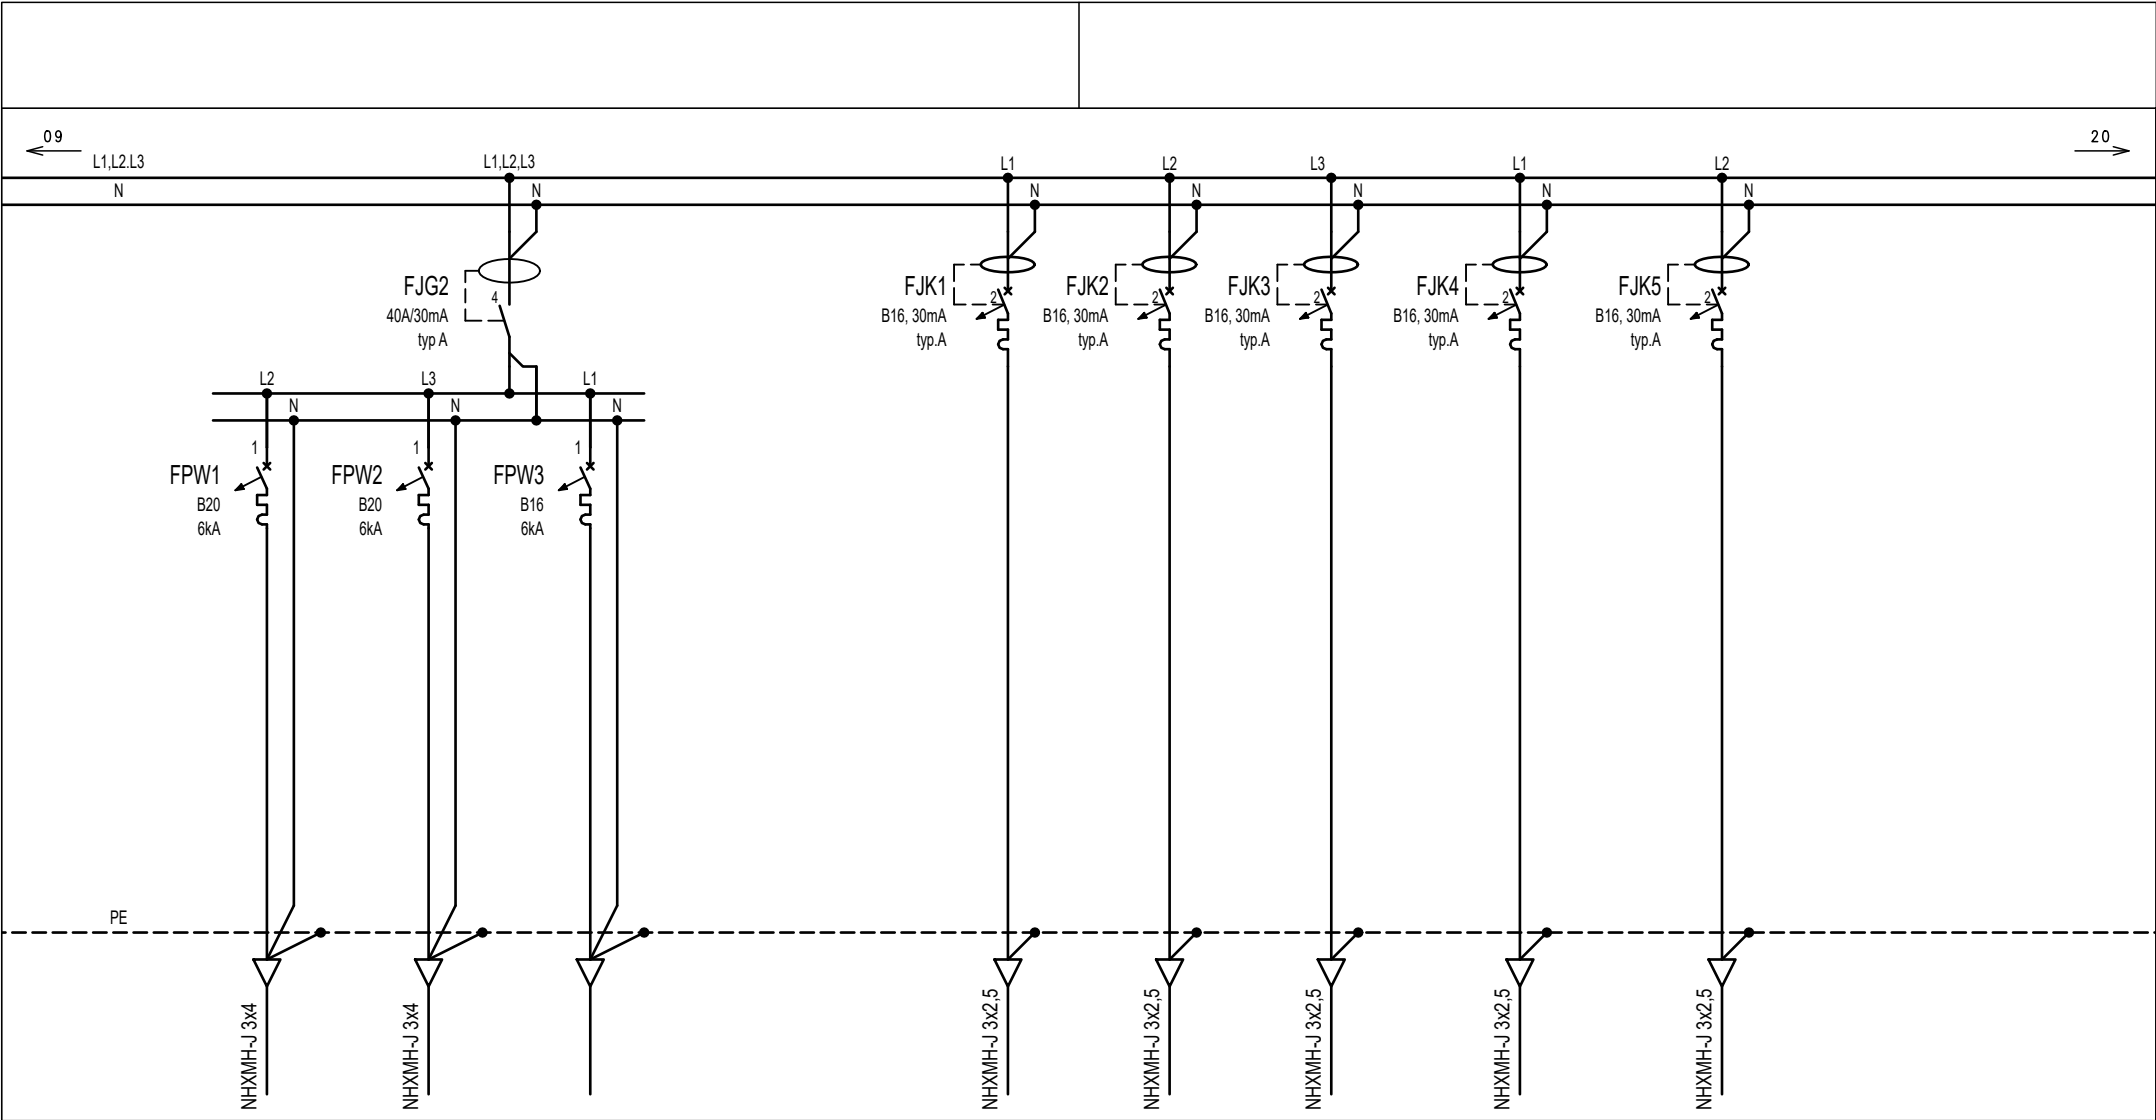 09
20
L1,L2.L3
L1,L2,L3
L1
L2
L3
L1
L2
N
N
N
N
N
N
N
FJG2
40A/30mA
typ A
4
FJK1
B16, 30mA
typ.A
2
FJK2
B16, 30mA
typ.A
2
FJK3
B16, 30mA
typ.A
2
FJK4
B16, 30mA
typ.A
2
FJK5
B16, 30mA
typ.A
2
L2
L3
L1
N
N
N
1
FPW1
B20
6kA
1
FPW2
B20
6kA
1
FPW3
B16
6kA
PE
NHXMH-J 3x4
NHXMH-J 3x4
NHXMH-J 3x2,5
NHXMH-J 3x2,5
NHXMH-J 3x2,5
NHXMH-J 3x2,5
NHXMH-J 3x2,5